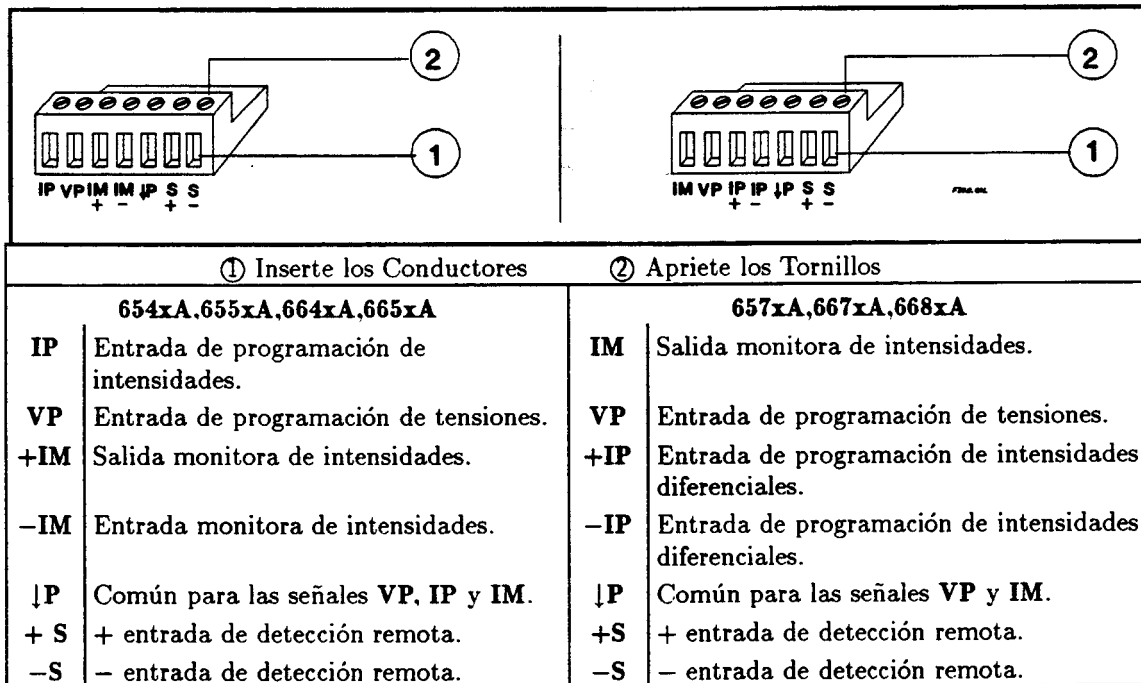 2
2
1
1
IP VP IM IM ↓P S S
+ − + −
IM VP IP IP ↓P S S
+ − + −
① Inserte los Conductores ② Apriete los Tornillos
654xA,655xA,664xA,665xA
IP Entrada de programación de
intensidades.
VP Entrada de programación de tensiones.
+IM Salida monitora de intensidades.
−IM Entrada monitora de intensidades.
↓P Común para las señales VP, IP y IM.
+ S + entrada de detección remota.
−S − entrada de detección remota.
657xA,667xA,668xA
IM Salida monitora de intensidades.
VP Entrada de programación de tensiones.
+IP Entrada de programación de intensidades
diferenciales.
−IP Entrada de programación de intensidades
diferenciales.
↓P Común para las señales VP y IM.
+S + entrada de detección remota.
−S − entrada de detección remota.